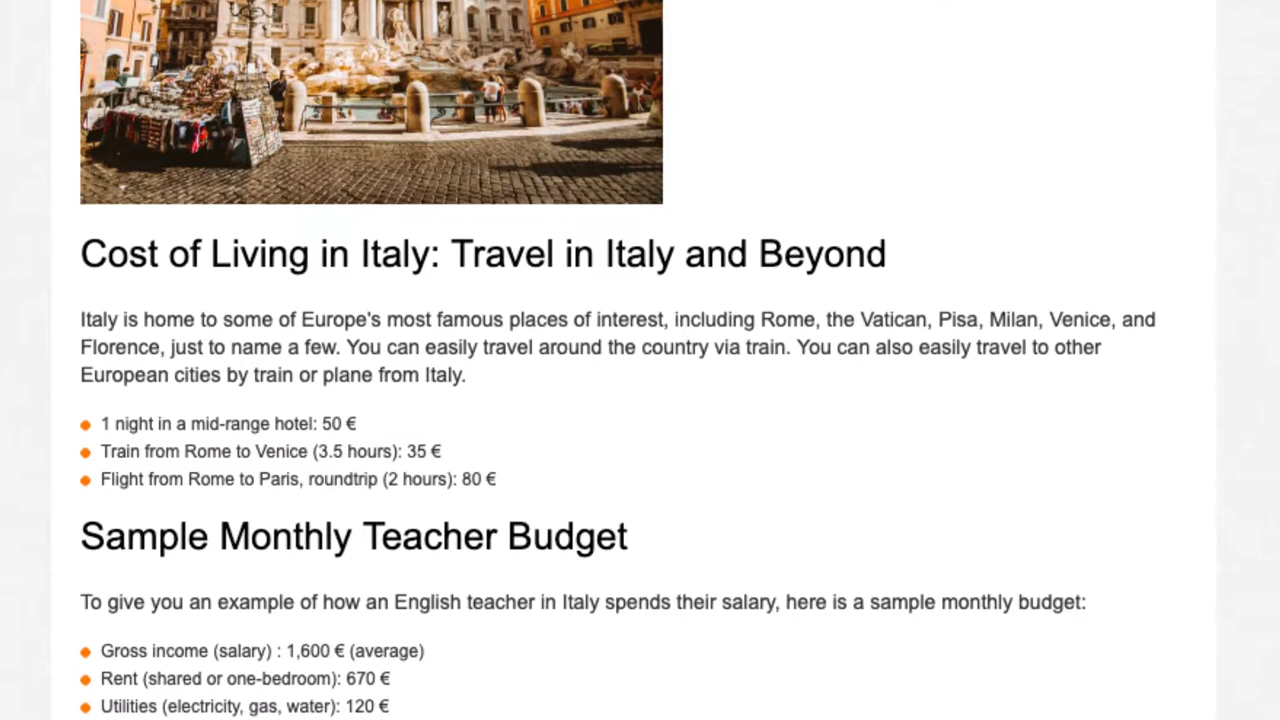 Cost of Living in Italy: Travel in Italy and Beyond
Italy is home to some of Europe's most famous places of interest, including Rome, the Vatican, Pisa, Milan, Venice, and
Florence, just to name a few. You can easily travel around the country via train. You can also easily travel to other
European cities by train or plane from Italy.
1 night in a mid-range hotel: 50 €
Train from Rome to Venice (3.5 hours): 35 €
Flight from Rome to Paris, roundtrip (2 hours): 80 €
Sample Monthly Teacher Budget
To give you an example of how an English teacher in Italy spends their salary, here is a sample monthly budget:
Gross income (salary) : 1,600 € (average)
Rent (shared or one-bedroom): 670 €
Utilities (electricity, gas, water): 120 €